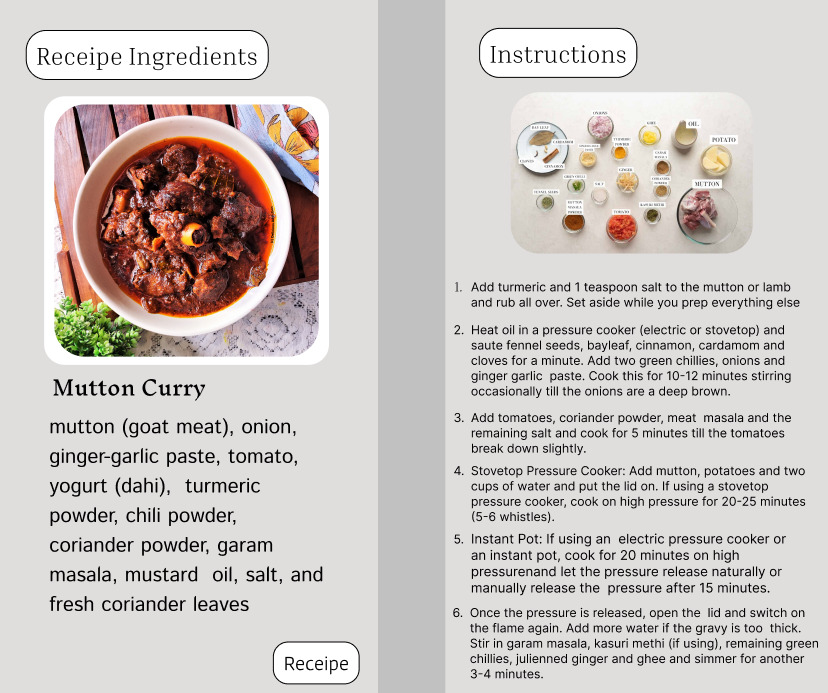 Receipe Ingredients
Mutton Curry
mutton (goat meat), onion,
ginger-garlic paste, tomato,
yogurt (dahi),  turmeric
powder, chili powder,
coriander powder, garam
masala, mustard  oil, salt, and
fresh coriander leaves
Receipe
Instructions
ONIONS
GHEE
OIL
BAY LEAF
CARDAMOM
TURMERIC
POWDER
POTATO
CLOVES
CINNAMON
GARAM
MASALA
GREEN CHILLI
SALT
GINGER
CORIANDER
POWDER
MUTTON
FENNEL SEEDS
MUTTON
MASALA
POWDER
TOMATO
KASURI METHI
1. Add turmeric and 1 teaspoon salt to the mutton or lamb
and rub all over. Set aside while you prep everything else
2. Heat oil in a pressure cooker (electric or stovetop) and
saute fennel seeds, bayleaf, cinnamon, cardamom and
cloves for a minute. Add two green chillies, onions and
ginger garlic  paste. Cook this for 10-12 minutes stirring
occasionally till the onions are a deep brown.
3. Add tomatoes, coriander powder, meat  masala and the
remaining salt and cook for 5 minutes till the tomatoes
break down slightly.
4. Stovetop Pressure Cooker: Add mutton, potatoes and two
cups of water and put the lid on. If using a stovetop
pressure cooker, cook on high pressure for 20-25 minutes
(5-6 whistles).
5. Instant Pot: If using an  electric pressure cooker or
an instant pot, cook for 20 minutes on high
pressurenand let the pressure release naturally or
manually release the  pressure after 15 minutes.
6. Once the pressure is released, open the  lid and switch on
the flame again. Add more water if the gravy is too  thick.
Stir in garam masala, kasuri methi (if using), remaining green
chillies, julienned ginger and ghee and simmer for another
3-4 minutes.